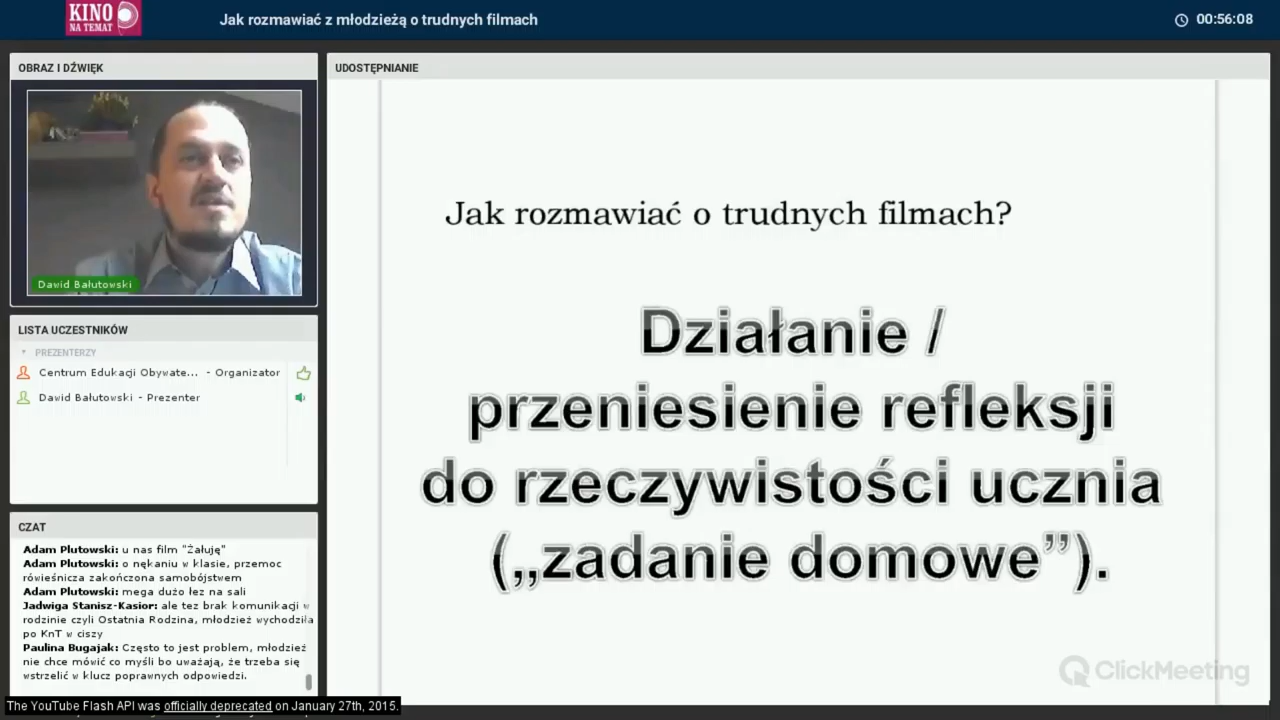 KINO
NA TEMAT
Jak rozmawiać z młodzieżą o trudnych filmach
00:56:08
OBRAZ I DŹWIĘK
Dawid Bałutowski
LISTA UCZESTNIKÓW
PREZENTERZY
Centrum Edukacji Obywate... - Organizator
Dawid Bałutowski - Prezenter
CZAT
Adam Plutowski: u nas film "Żałuję"
Adam Plutowski: o nękaniu w klasie, przemoc
rówieśnicza zakończona samobójstwem
Adam Plutowski: mega dużo łez na sali
Jadwiga Stanisz-Kasior: ale tez brak komunikacji w
rodzinie czyli Ostatnia Rodzina, młodzież wychodziła
po KnT w ciszy
Paulina Bugajak: Często to jest problem, młodzież
nie chce mówić co myśli bo uważają, że trzeba się
wstrzelić w klucz poprawnych odpowiedzi.
The YouTube Flash API was officially deprecated on January 27th, 2015.
UDOSTĘPNIANIE
Jak rozmawiać o trudnych filmach?
Działanie /
przeniesienie refleksji
do rzeczywistości ucznia
(„zadanie domowe”).
ClickMeeting